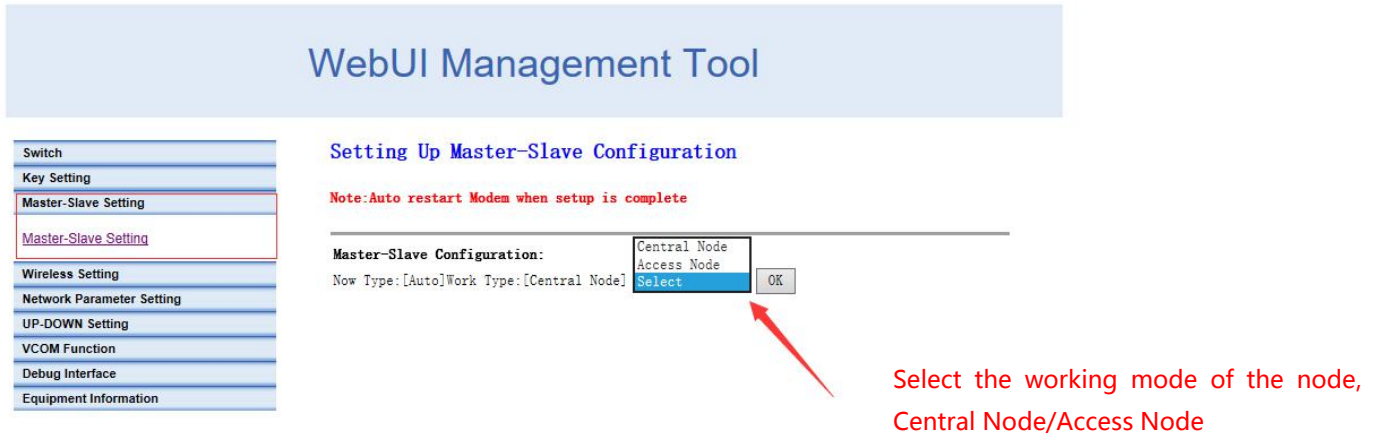 WebUI Management Tool
Switch
Key Setting
Master-Slave Setting
Master-Slave Setting
Wireless Setting
Network Parameter Setting
UP-DOWN Setting
VCOM Function
Debug Interface
Equipment Information
Setting Up Master-Slave Configuration
Note:Auto restart Modem when setup is complete
Master-Slave Configuration:
Now Type:[Auto]Work Type:[Central Node]
Central Node
Access Node
Select
OK
Select the working mode of the node,
Central Node/Access Node